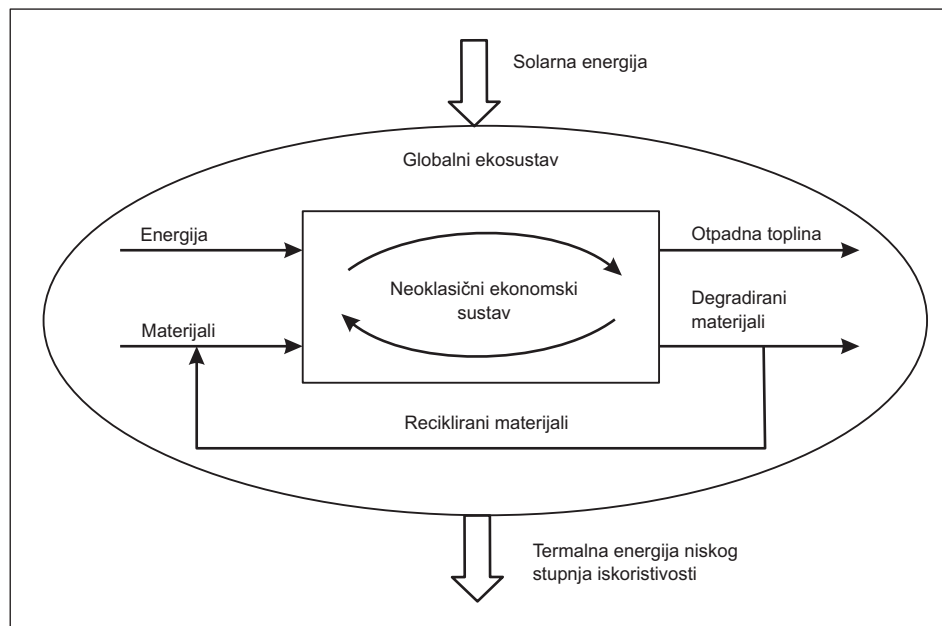 Solarna energija
Globalni ekosustav
Energija
Otpadna toplina
Neoklasični ekonomski
sustav
Degradirani
materijali
Materijali
Reciklirani materijali
Termalna energija niskog
stupnja iskoristivosti